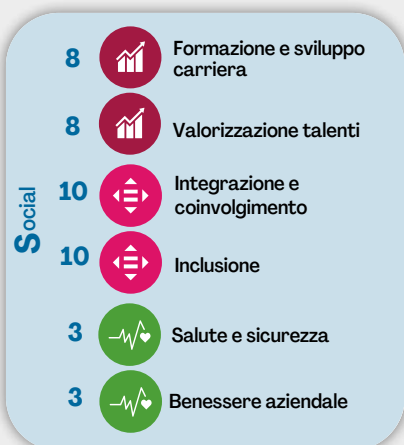 Social
8
Formazione e sviluppo
carriera
8
Valorizzazione talenti
10
Integrazione e
coinvolgimento
10
Inclusione
3
Salute e sicurezza
3
Benessere aziendale